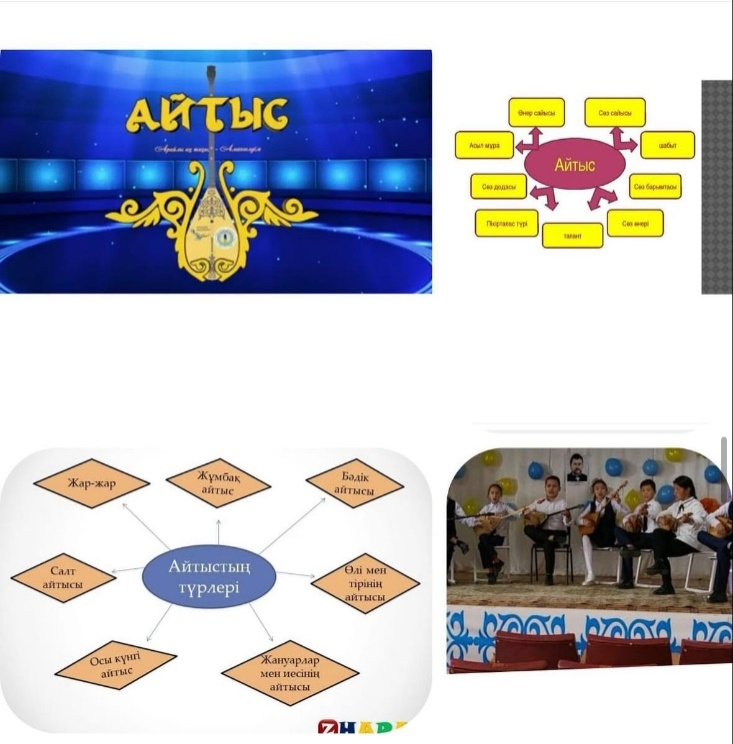 АЙТЫС
Өнер сайысы
Сөз сайысы
Асыл мұра
шабыт
Айтыс
Сөз додасы
Сөз барымтасы
Пікірталас түрі
талант
Сөз өнері
Жар-жар
Жұмбақ
айтыс
Бәдік
айтысы
Салт
айтысы
Айтыстың
түрлері
Өлі мен
тірінің
айтысы
Осы күнгі
айтыс
Жануарлар
мен иесінің
айтысы
ZHARA